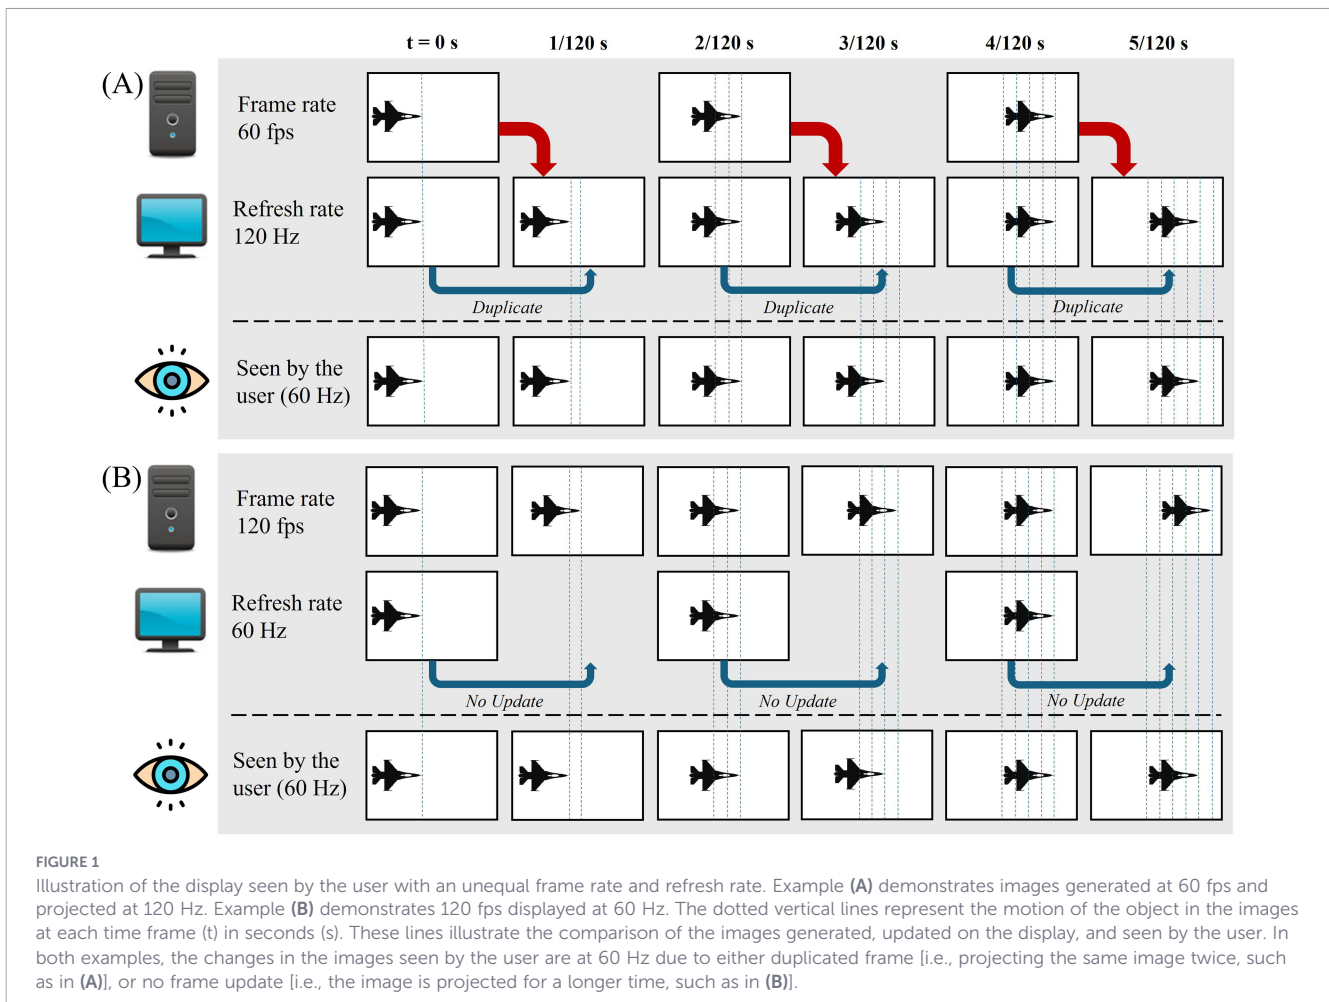 t = 0 s 1/120 s 2/120 s 3/120 s 4/120 s 5/120 s
(A)
Frame rate
60 fps
Refresh rate
120 Hz
Duplicate Duplicate Duplicate
Seen by the
user (60 Hz)
(B)
Frame rate
120 fps
Refresh rate
60 Hz
No Update No Update No Update
Seen by the
user (60 Hz)
FIGURE 1
Illustration of the display seen by the user with an unequal frame rate and refresh rate. Example (A) demonstrates images generated at 60 fps and
projected at 120 Hz. Example (B) demonstrates 120 fps displayed at 60 Hz. The dotted vertical lines represent the motion of the object in the images
at each time frame (t) in seconds (s). These lines illustrate the comparison of the images generated, updated on the display, and seen by the user. In
both examples, the changes in the images seen by the user are at 60 Hz due to either duplicated frame [i.e., projecting the same image twice, such
as in (A)], or no frame update [i.e., the image is projected for a longer time, such as in (B)].